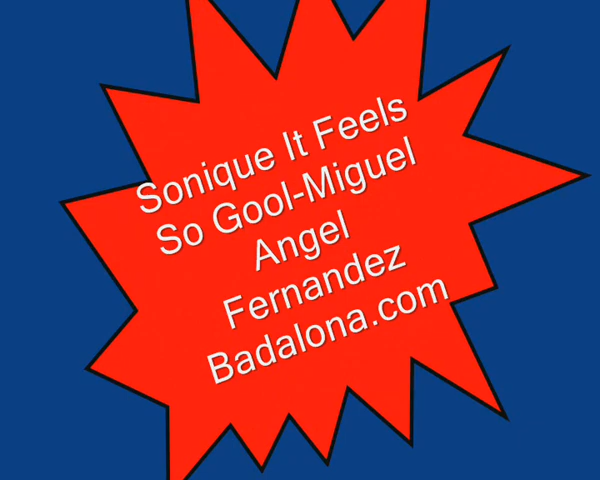 Sonique It Feels
So Gool-Miguel
Angel
Fernandez
Badalona.com